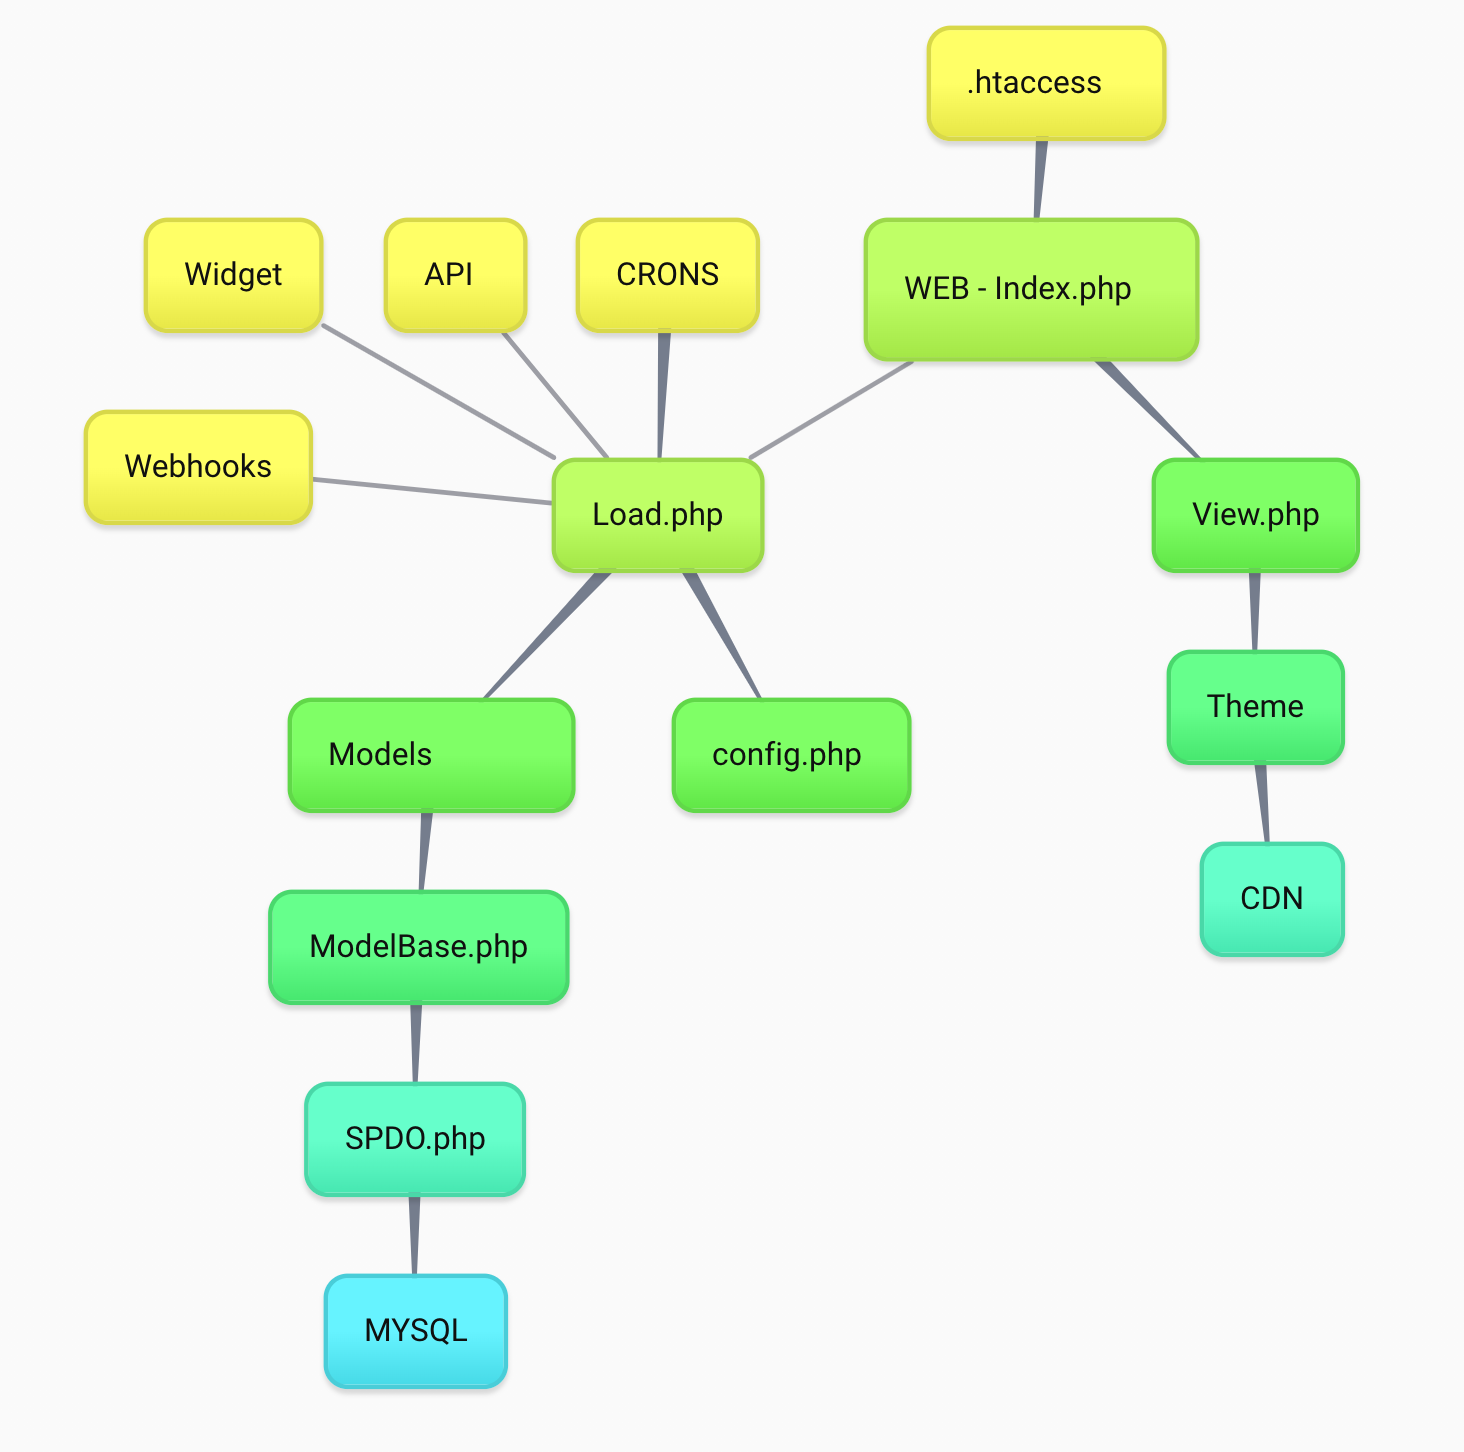 .htaccess
Widget
API
CRONS
WEB - Index.php
Webhooks
Load.php
View.php
Models
config.php
Theme
CDN
ModelBase.php
SPDO.php
MYSQL